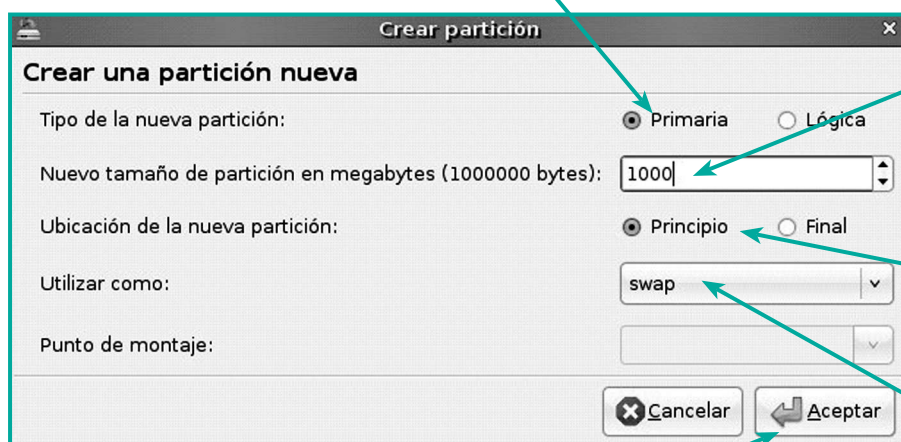 Crear partición
Crear una partición nueva
Tipo de la nueva partición: Primaria Lógica
Nuevo tamaño de partición en megabytes (1000000 bytes): 1000
Ubicación de la nueva partición: Principio Final
Utilizar como: swap
Punto de montaje:
Cancelar Aceptar